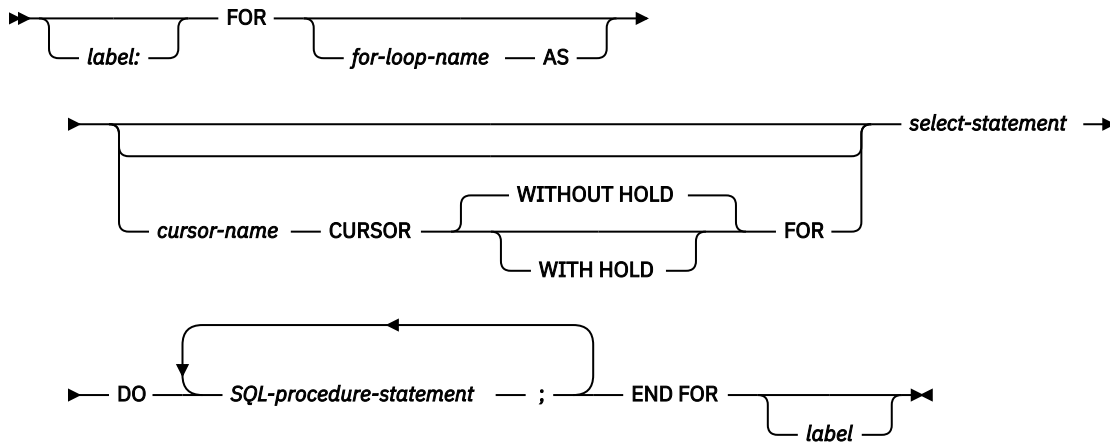 FOR
label:
for-loop-name AS
select-statement
WITHOUT HOLD
cursor-name CURSOR FOR
WITH HOLD
DO SQL-procedure-statement ; END FOR
label